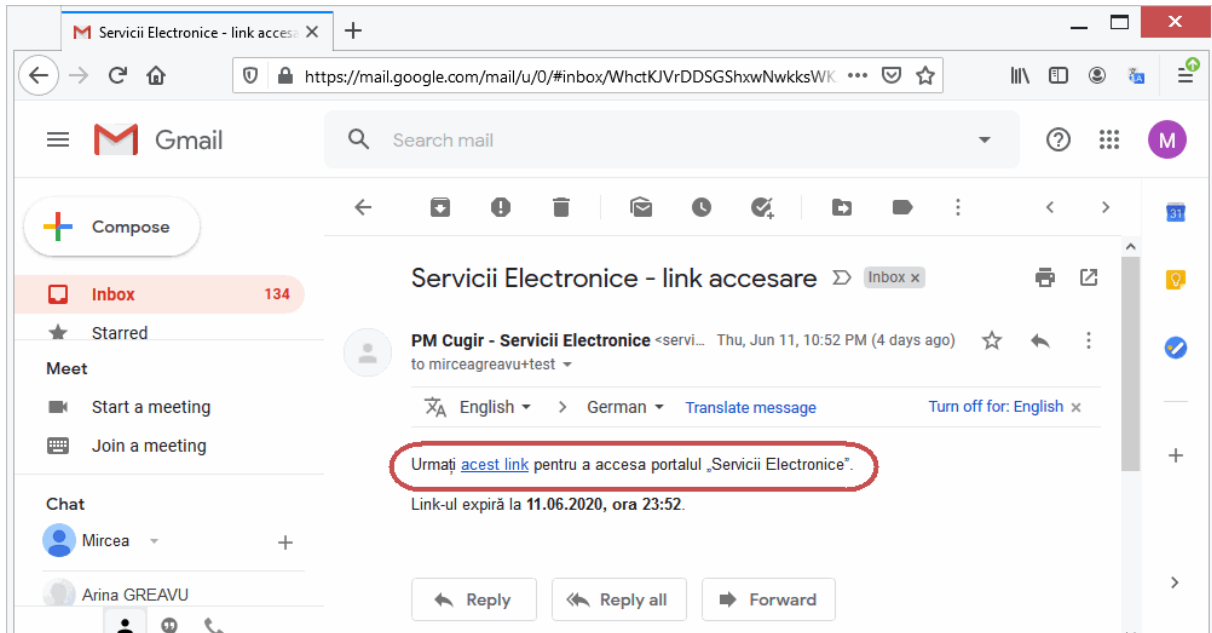 Servicii Electronice - link acces
https://mail.google.com/mail/u/0/#inbox/WhctKJVrDDSGShxwNwkksWK
Gmail
Search mail
M
Compose
31
Inbox 134
Starred
Meet
Start a meeting
Join a meeting
Chat
Mircea
Arina GREAVU
Servicii Electronice - link accesare Inbox x
PM Cugir - Servicii Electronice <servi... Thu, Jun 11, 10:52 PM (4 days ago)
to mirceagreavu+test
English > German Translate message Turn off for: English x
Urmați acest link pentru a accesa portalul „Servicii Electronice”.
Link-ul expiră la 11.06.2020, ora 23:52.
Reply Reply all Forward